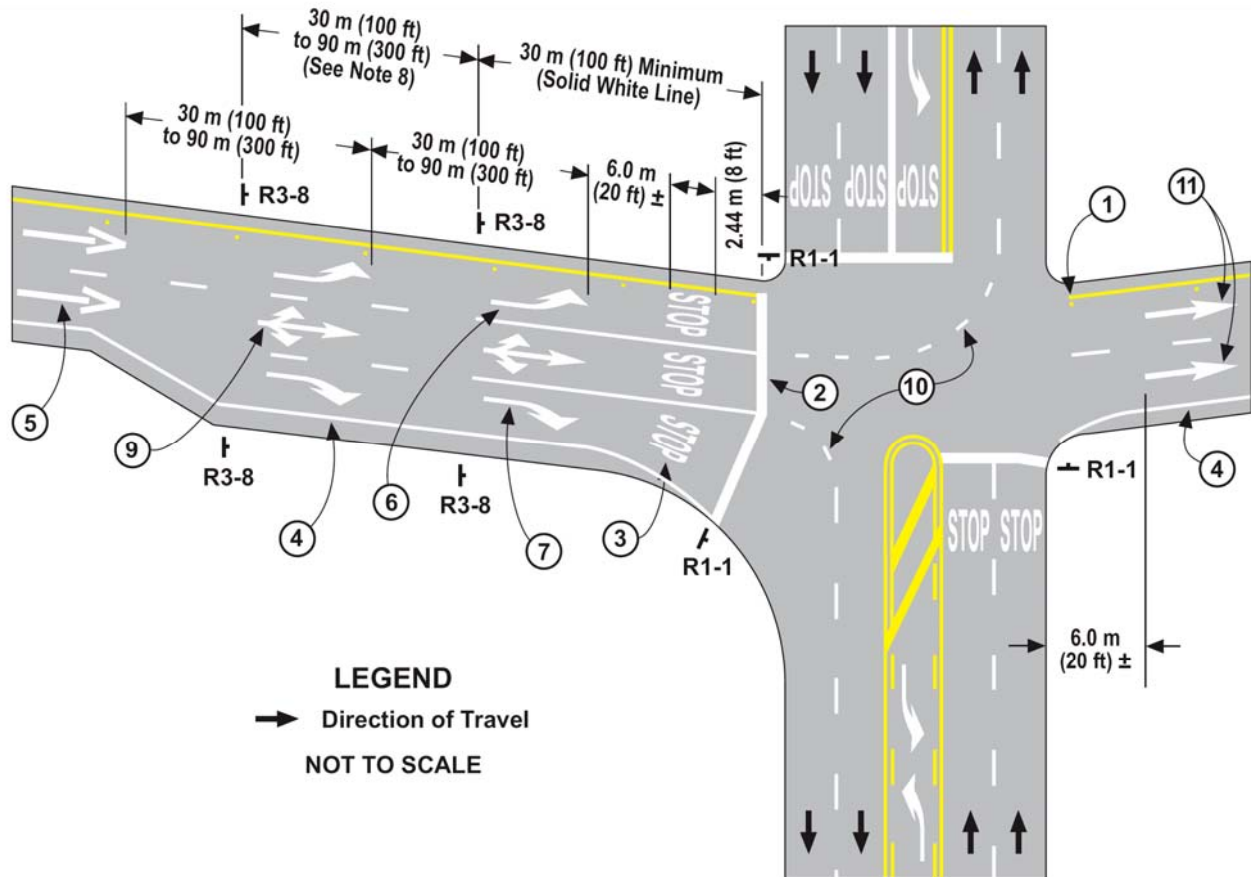 30 m (100 ft)
to 90 m (300 ft)
(See Note 8)
30 m (100 ft) Minimum
(Solid White Line)
30 m (100 ft)
to 90 m (300 ft)
30 m (100 ft)
to 90 m (300 ft)
6.0 m
(20 ft) ±
2.44 m (8 ft)
R3-8
R3-8
R1-1
STOP
STOP
STOP
1
11
STOP
STOP
STOP
2
10
5
9
R3-8
4
6
R3-8
7
3
R1-1
STOP STOP
R1-1
4
6.0 m
(20 ft) ±
LEGEND
Direction of Travel
NOT TO SCALE